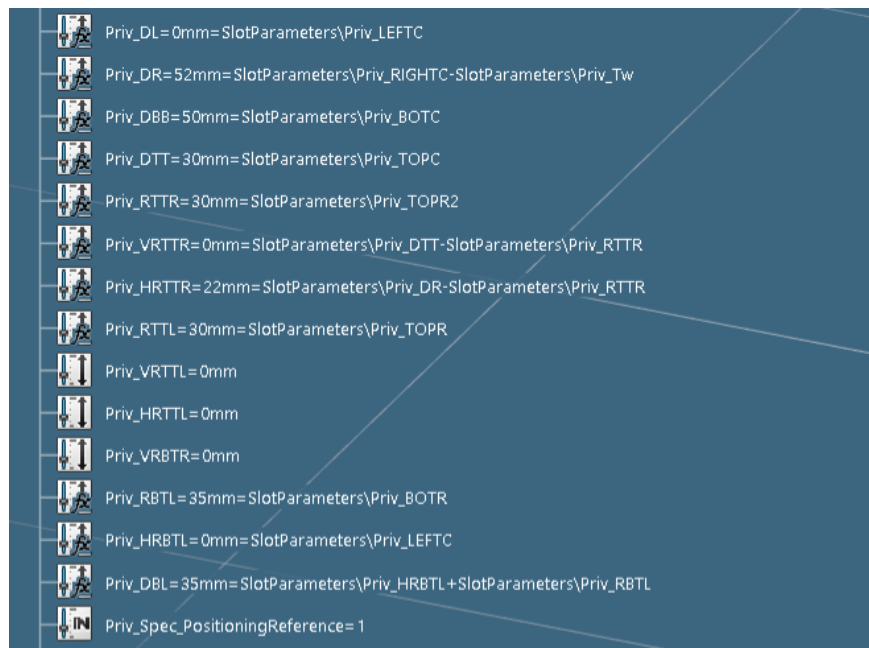 Priv_DL=0mm=SlotParameters\Priv_LEFTC
Priv_DR=52mm=SlotParameters\Priv_RIGHTC-SlotParameters\Priv_Tw
Priv_DBB=50mm=SlotParameters\Priv_BOTC
Priv_DTT=30mm=SlotParameters\Priv_TOPC
Priv_RTTR=30mm=SlotParameters\Priv_TOPR2
Priv_VRTTR=0mm=SlotParameters\Priv_DTT-SlotParameters\Priv_RTTR
Priv_HRTTR=22mm=SlotParameters\Priv_DR-SlotParameters\Priv_RTTR
Priv_RTTL=30mm=SlotParameters\Priv_TOPR
Priv_VRTTL=0mm
Priv_HRTTL=0mm
Priv_VRBTR=0mm
Priv_RBTL=35mm=SlotParameters\Priv_BOTR
Priv_HRBTL=0mm=SlotParameters\Priv_LEFTC
Priv_DBL=35mm=SlotParameters\Priv_HRBTL+SlotParameters\Priv_RBTL
IN Priv_Spec_PositioningReference=1